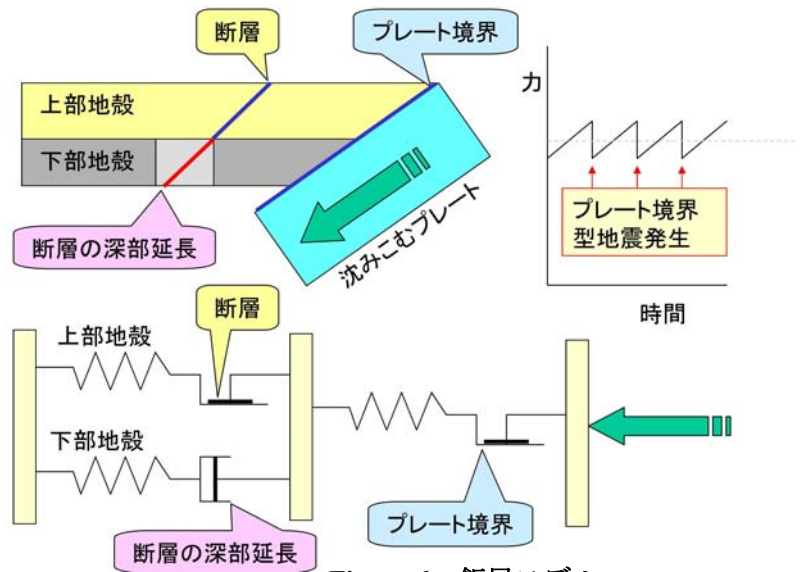 断層
プレート境界
上部地殻
下部地殻
断層の深部延長
沈みこむプレート
力
プレート境界
型地震発生
時間
断層
上部地殻
下部地殻
断層の深部延長
プレート境界